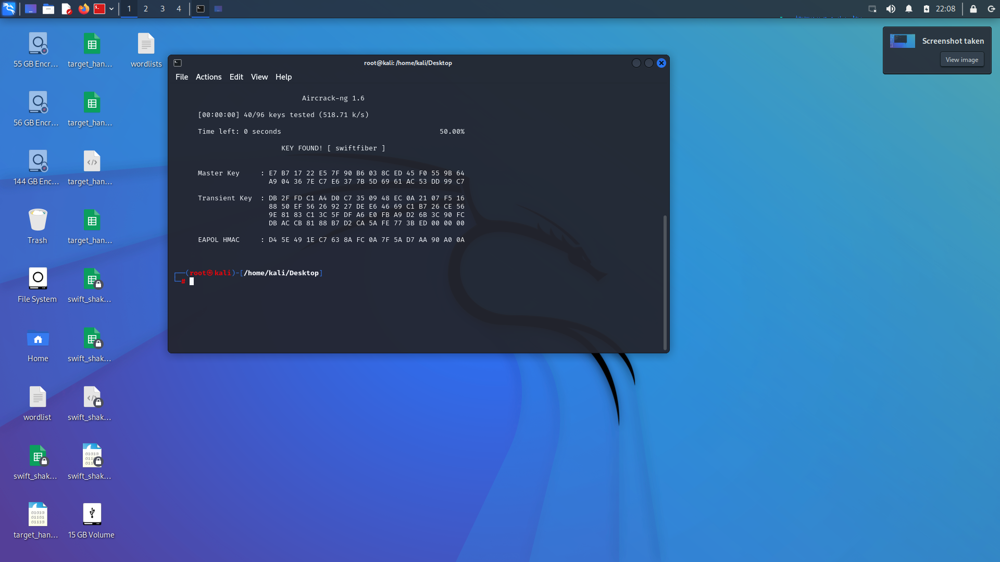 1 2 3 4
22:08
Screenshot taken
View image
55 GB Encr...
target_han...
wordlists
56 GB Encr...
target_han...
144 GB Enc...
target_han...
Trash
target_han...
File System
swift_shak...
Home
swift_shak...
wordlist
swift_shak...
swift_shak...
swift_shak...
target_han...
15 GB Volume
root@kali: /home/kali/Desktop
File Actions Edit View Help
Aircrack-ng 1.6
[00:00:00] 40/96 keys tested (518.71 k/s)
Time left: 0 seconds 50.00%
KEY FOUND! [ swiftfiber ]
Master Key : E7 B7 17 22 E5 7F 90 B6 03 8C ED 45 F0 55 9B 64
A9 04 36 7E C7 E6 37 7B 5D 69 61 AC 53 DD 99 C7
Transient Key : DB 2F FD C1 A4 D0 C7 35 09 48 EC 0A 21 07 F5 16
88 50 EF 56 26 92 27 DE E6 46 69 C1 B7 26 CE 56
9E 81 83 C1 3C 5F DF A6 E0 FB A9 D2 6B 3C 90 FC
DB AC CB 81 88 B7 D2 CA 5A FE 77 3B ED 00 00 00
EAPOL HMAC : D4 5E 49 1E C7 63 8A FC 0A 7F 5A D7 AA 90 A0 0A
┌──(root㉿kali)-[/home/kali/Desktop]
└─#